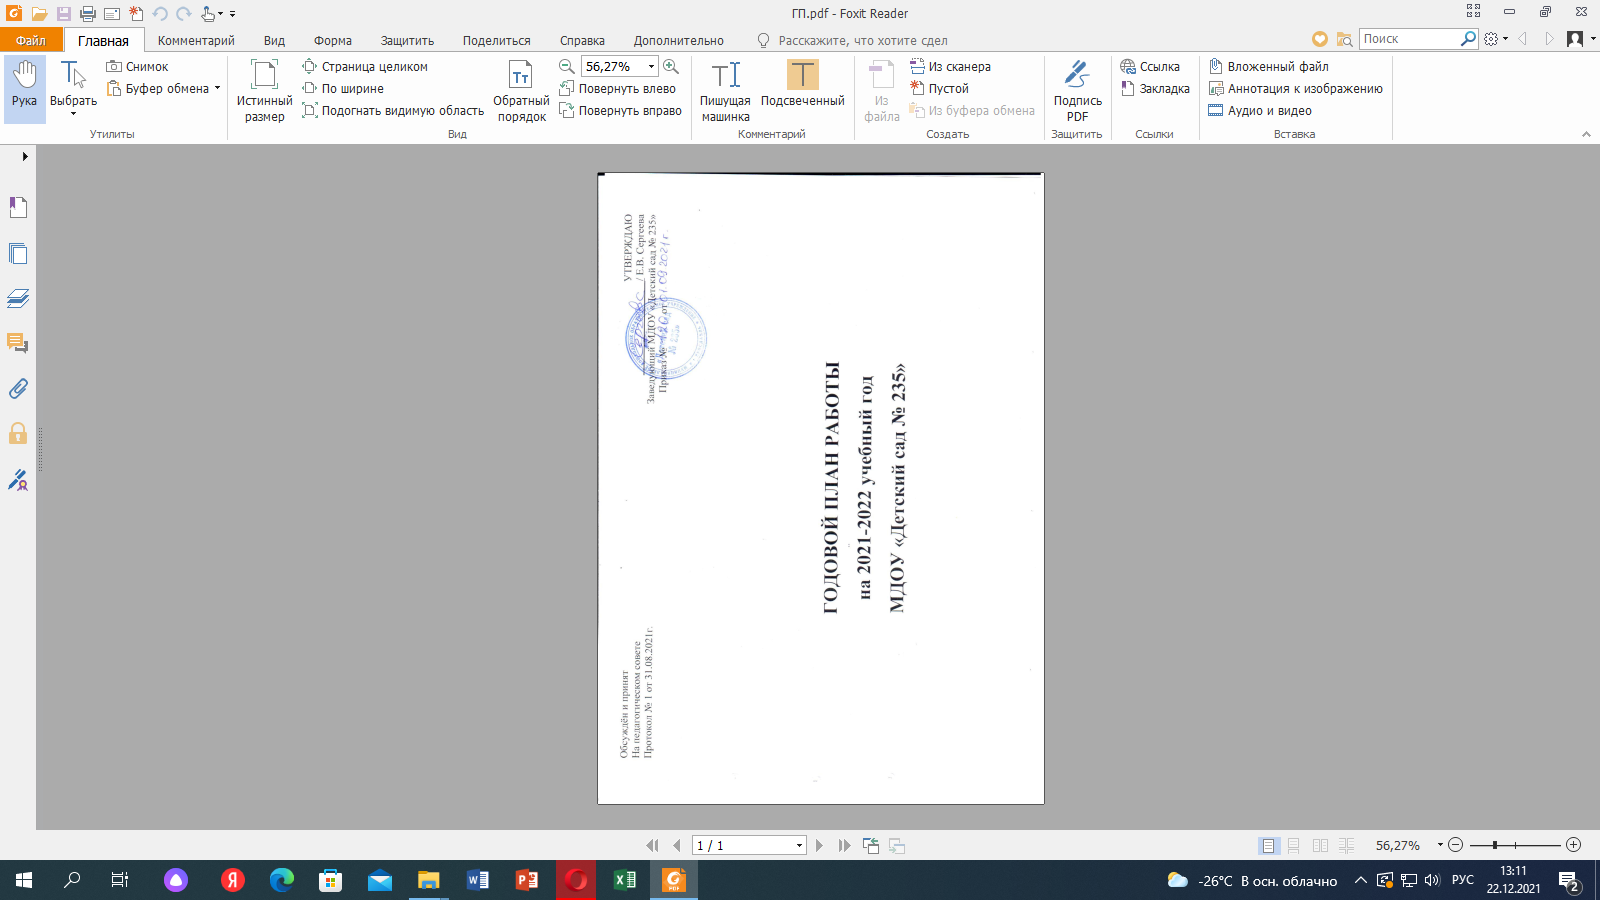 ГП.pdf - Foxit Reader
Файл
Главная
Комментарий
Вид
Форма
Защитить
Поделиться
Справка
Дополнительно
Расскажите, что хотите сдел
Поиск
Рука
Выбрать
Снимок
Буфер обмена
Утилиты
Истинный размер
Страница целиком
По ширине
Подогнать видимую область
Обратный порядок
56,27%
Повернуть влево
Повернуть вправо
Вид
Пишущая машинка
Подсвеченный
Комментарий
Из файла
Из сканера
Пустой
Из буфера обмена
Создать
Подпись PDF
Защитить
Ссылка
Закладка
Ссылки
Вложенный файл
Аннотация к изображению
Аудио и видео
Вставка
Обсуждён и принят
На педагогическом совете
Протокол № 1 от 31.08.2021г.
УТВЕРЖДАЮ
/ Е.В. Сергеева
Заведующий МДОУ «Детский сад № 235»
Приказ № от 01.09.2021г.
ГОДОВОЙ ПЛАН РАБОТЫ
на 2021-2022 учебный год
МДОУ «Детский сад № 235»
1 / 1
56,27%
-26°C В осн. облачно
РУС
13:11
22.12.2021
2